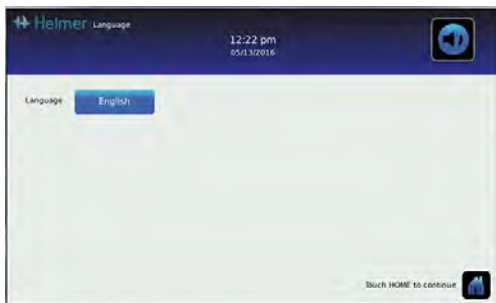 Helmer Language
12:22 pm
05/13/2016
Language English
Touch HOME to continue